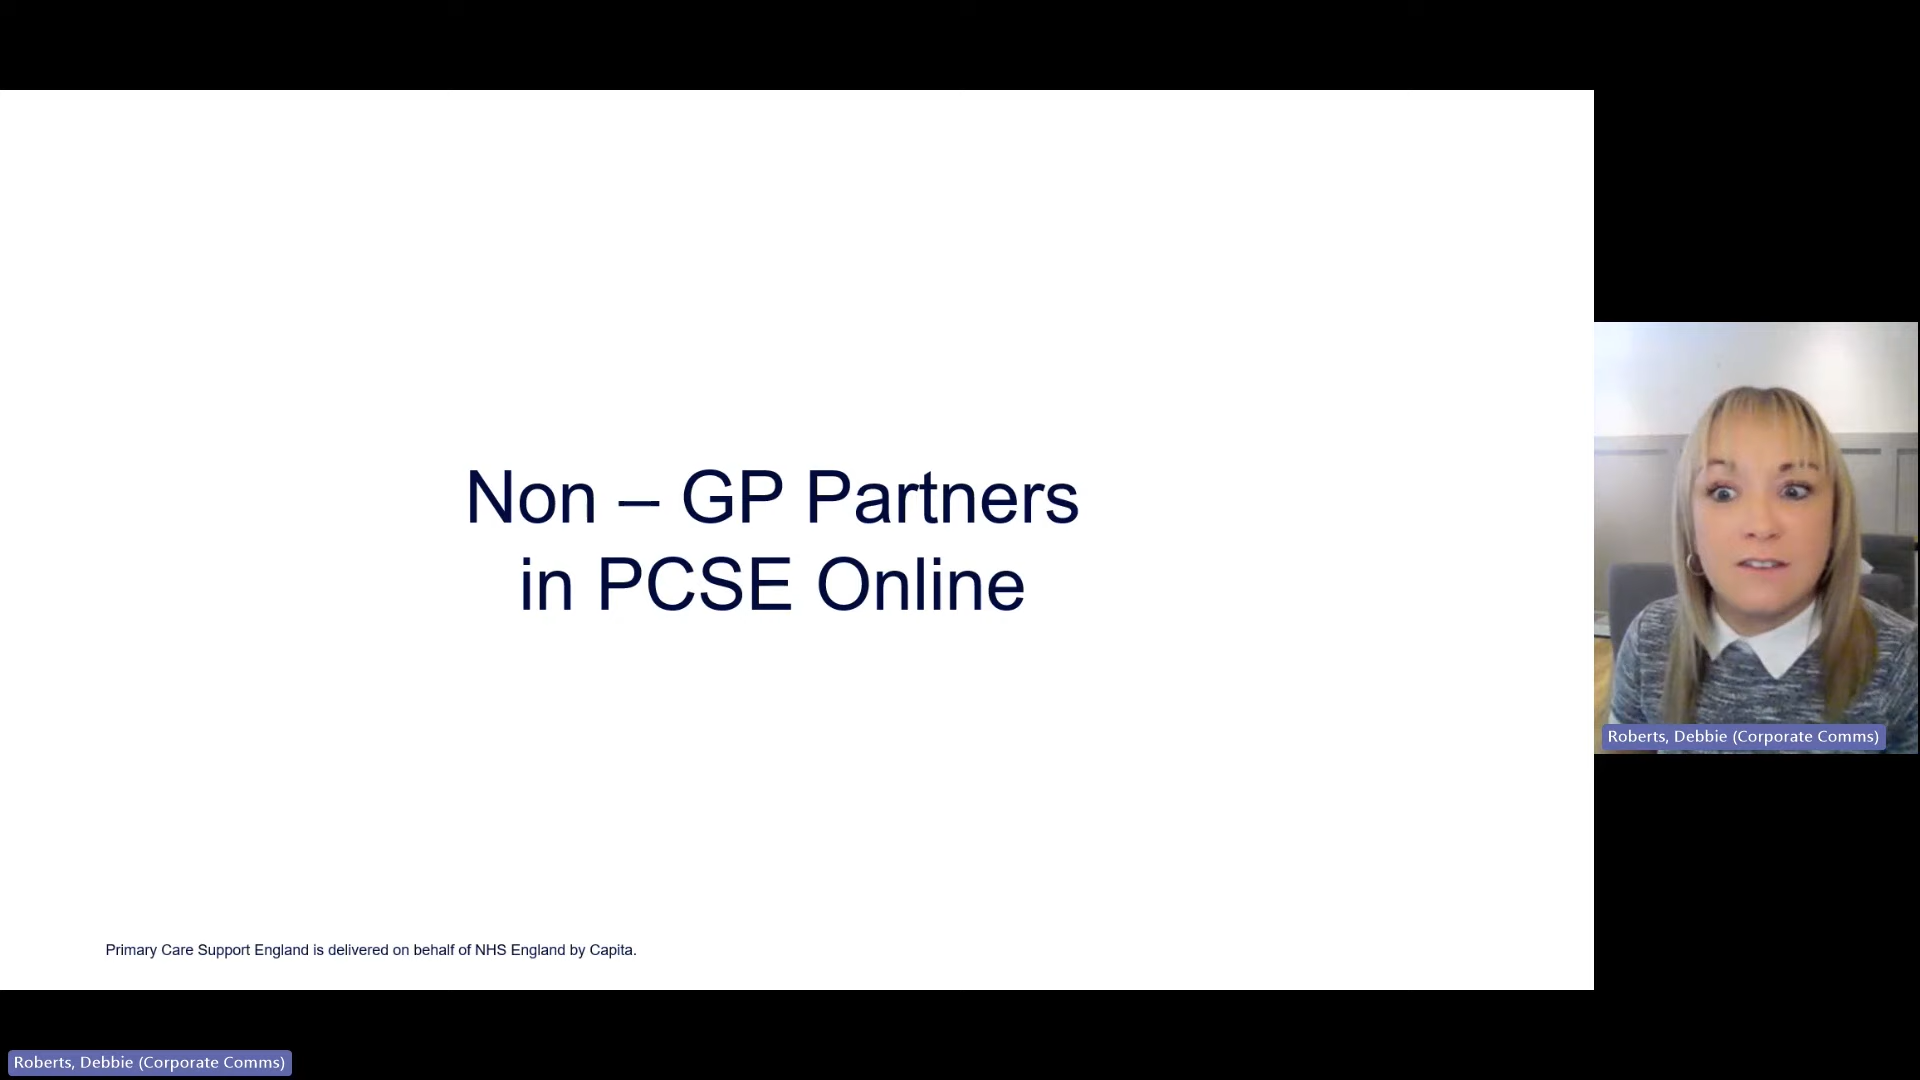 Non – GP Partners
in PCSE Online
Roberts, Debbie (Corporate Comms)
Primary Care Support England is delivered on behalf of NHS England by Capita.
Roberts, Debbie (Corporate Comms)